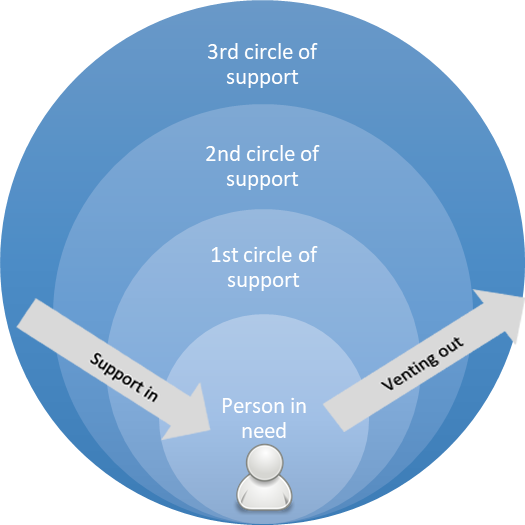 3rd circle of
support
2nd circle of
support
1st circle of
support
Support in
Venting out
Person in
need